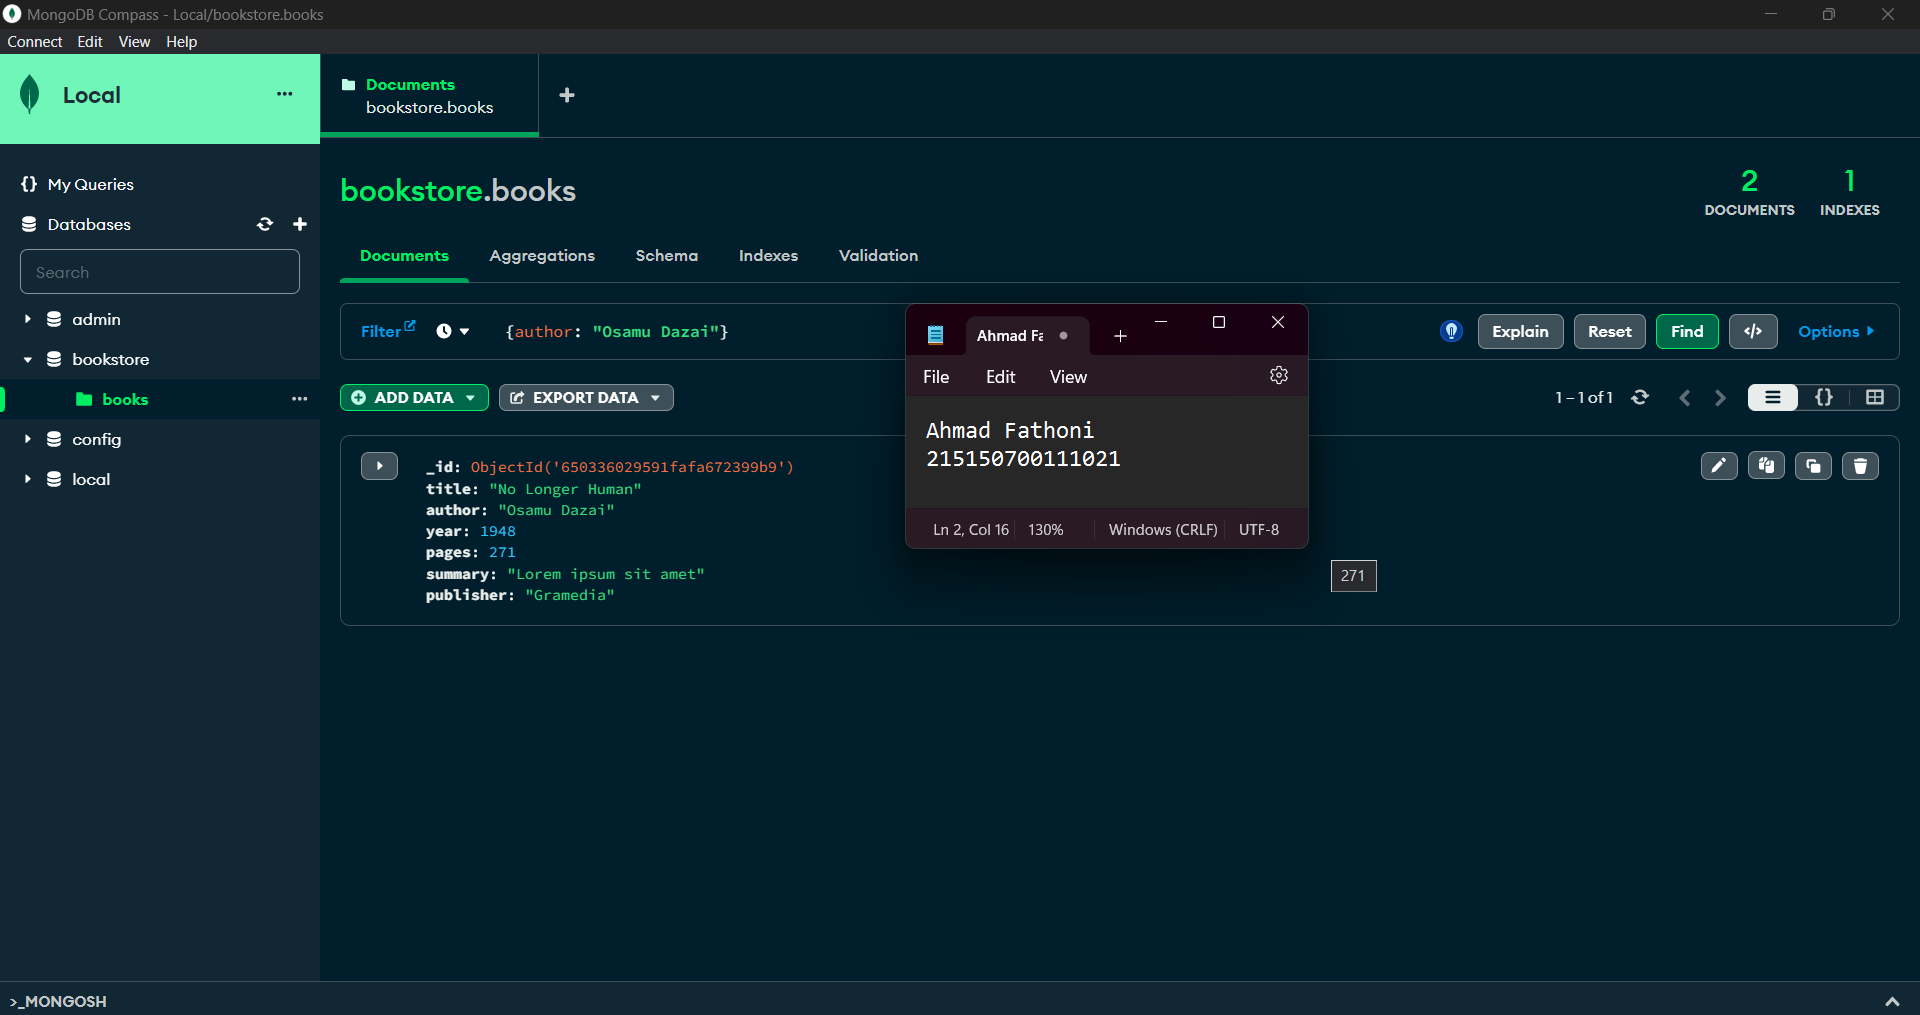 MongoDB Compass - Local/bookstore.books
Connect Edit View Help
Local
Documents
bookstore.books
{} My Queries
Databases
Search
admin
bookstore
books
config
local
bookstore.books
2
DOCUMENTS
1
INDEXES
Documents Aggregations Schema Indexes Validation
Filter {author: "Osamu Dazai"} Explain Reset Find </> Options
ADD DATA EXPORT DATA 1 – 1 of 1 {}
_id: ObjectId('650336029591fafa672399b9')
title: "No Longer Human"
author: "Osamu Dazai"
year: 1948
pages: 271
summary: "Lorem ipsum sit amet"
publisher: "Gramedia"
Ahmad Fa
File Edit View
Ahmad Fathoni
215150700111021
Ln 2, Col 16 130% Windows (CRLF) UTF-8
271
>_MONGOSH